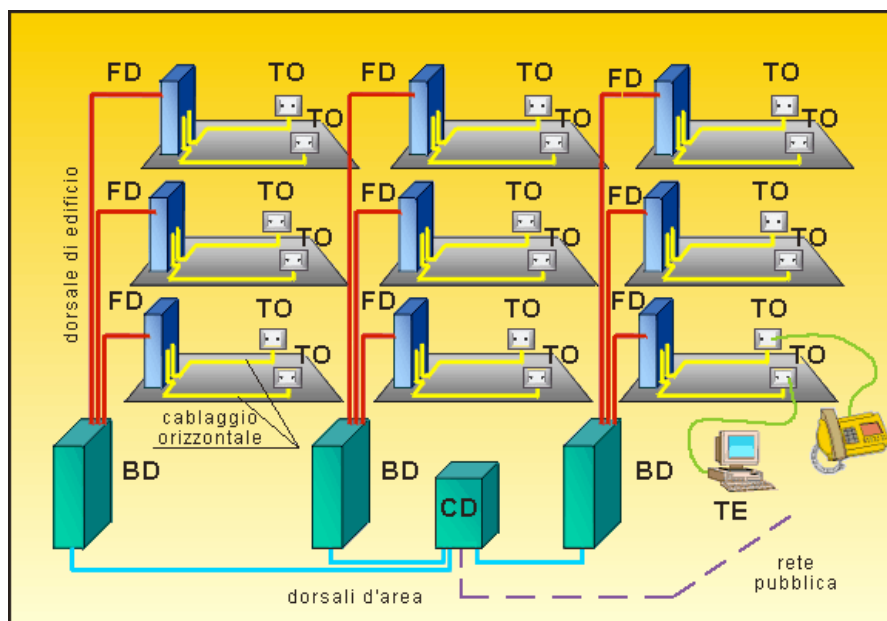 FD TO FD TO FD TO
TO TO TO
FD TO FD TO FD TO
TO TO TO
dorsale di edificio
FD TO FD TO FD TO
TO TO TO
cablaggio
orizzontale
BD BD BD
CD
TE
rete
pubblica
dorsali d'area